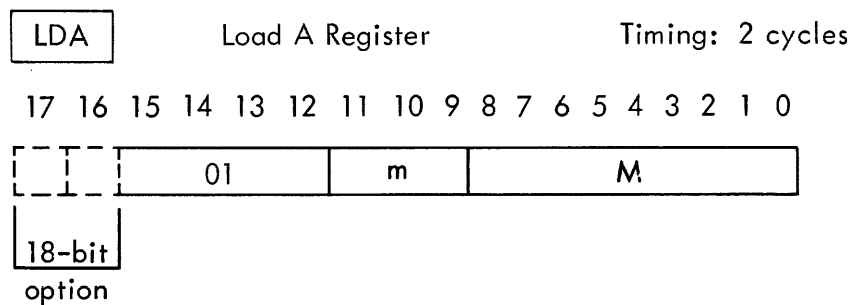 LDA Load A Register Timing: 2 cycles
17 16 15 14 13 12 11 10 9 8 7 6 5 4 3 2 1 0
01 m M
18-bit
option